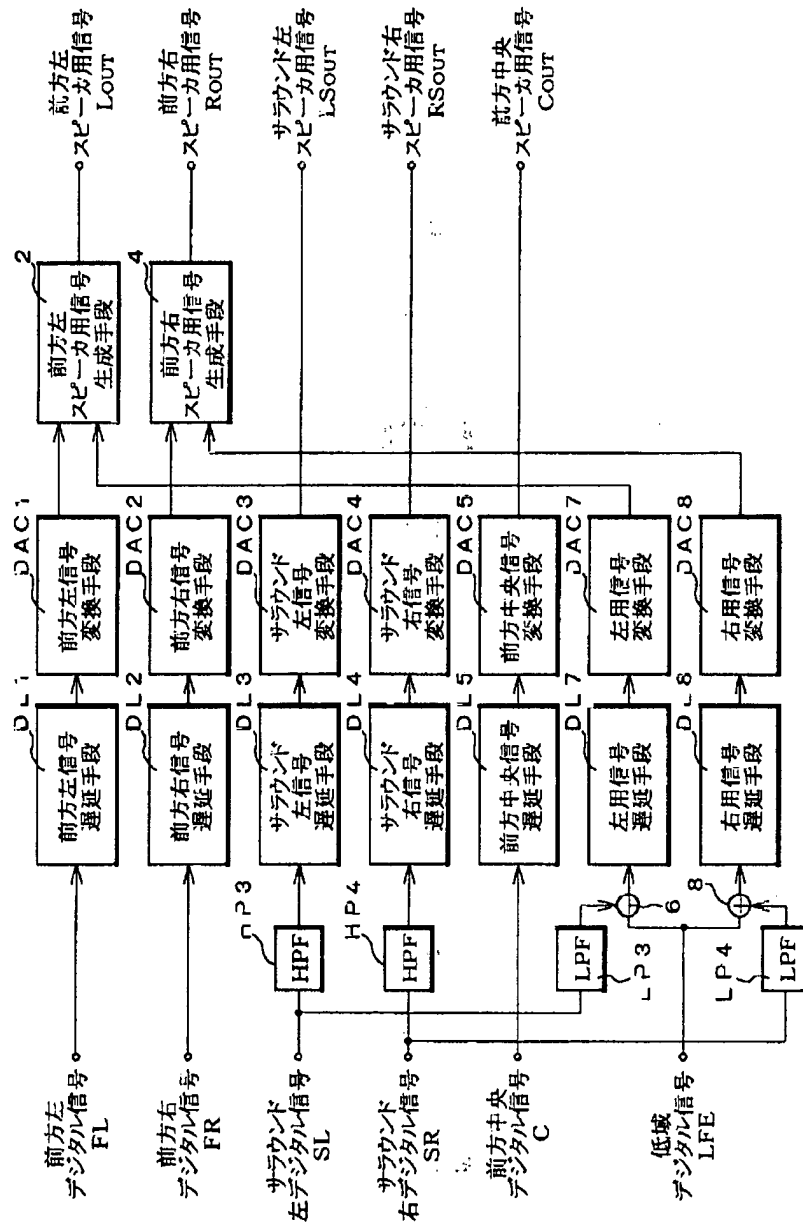 前方左
デジタル信号
FL
DL1
前方左信号
遅延手段
DAC1
前方左信号
変換手段
2
前方左
スピーカ用信号
生成手段
前方左
スピーカ用信号
LOUT
前方右
デジタル信号
FR
DL2
前方右信号
遅延手段
DAC2
前方右信号
変換手段
4
前方右
スピーカ用信号
生成手段
前方右
スピーカ用信号
ROUT
サラウンド
左デジタル信号
SL
HP3
HPF
DL3
サラウンド
左信号
遅延手段
DAC3
サラウンド
左信号
変換手段
サラウンド左
スピーカ用信号
LSOUT
サラウンド
右デジタル信号
SR
HP4
HPF
DL4
サラウンド
右信号
遅延手段
DAC4
サラウンド
右信号
変換手段
サラウンド右
スピーカ用信号
RSOUT
前方中央
デジタル信号
C
DL5
前方中央信号
遅延手段
DAC5
前方中央信号
変換手段
前方中央
スピーカ用信号
COUT
LPF
LP3
6
DL7
左用信号
遅延手段
DAC7
左用信号
変換手段
低域
デジタル信号
LFE
LP4
LPF
8
DL8
右用信号
遅延手段
DAC8
右用信号
変換手段